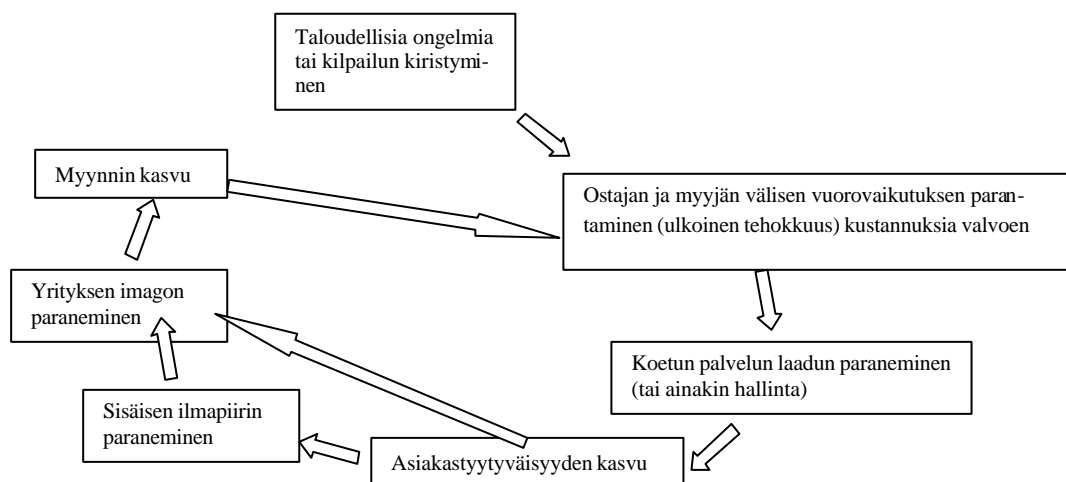 Taloudellisia ongelmia
tai kilpailun kiristymi-
nen
Myynnin kasvu
Ostajan ja myyjän välisen vuorovaikutuksen paran-
taminen (ulkoinen tehokkuus) kustannuksia valvoen
Yrityksen imagon
paraneminen
Koetun palvelun laadun paraneminen
(tai ainakin hallinta)
Sisäisen ilmapiirin
paraneminen
Asiakastyytyväisyyden kasvu